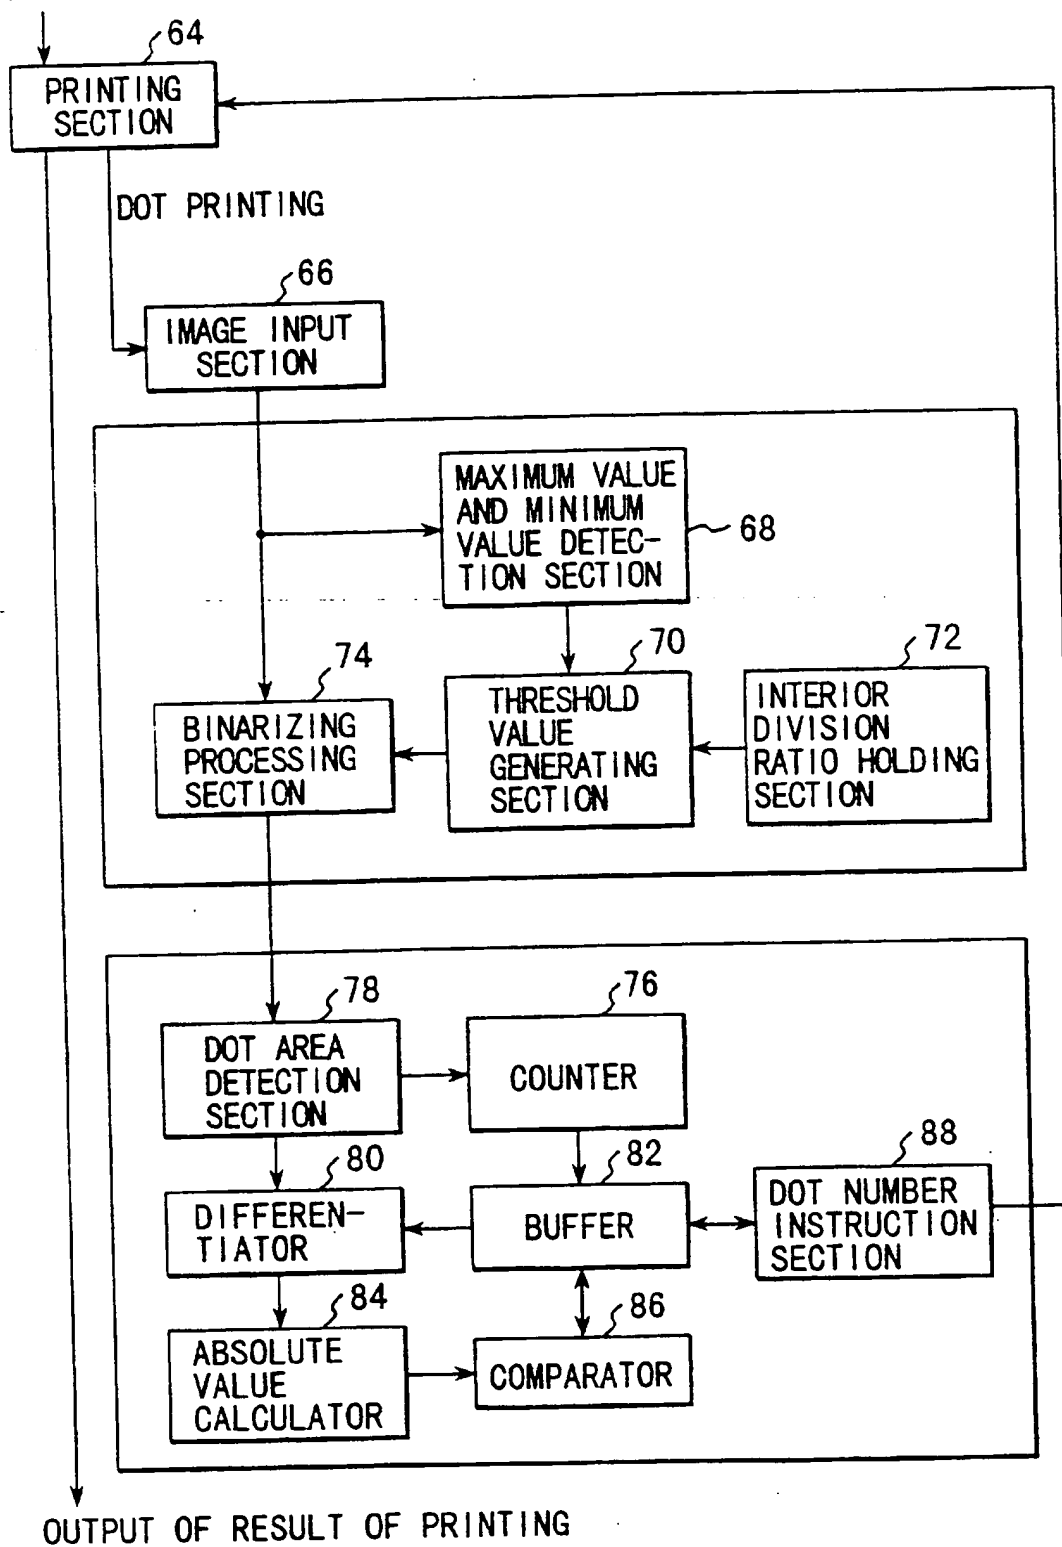 64
PRINTING
SECTION
DOT PRINTING
66
IMAGE INPUT
SECTION
MAXIMUM VALUE
AND MINIMUM
VALUE DETEC-
TION SECTION
68
74
BINARIZING
PROCESSING
SECTION
70
THRESHOLD
VALUE
GENERATING
SECTION
72
INTERIOR
DIVISION
RATIO HOLDING
SECTION
78
DOT AREA
DETECTION
SECTION
76
COUNTER
80
DIFFEREN-
TIATOR
82
BUFFER
88
DOT NUMBER
INSTRUCTION
SECTION
84
ABSOLUTE
VALUE
CALCULATOR
86
COMPARATOR
OUTPUT OF RESULT OF PRINTING